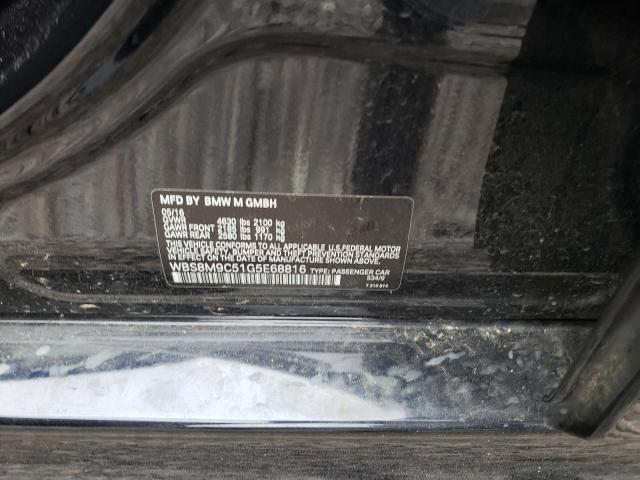 MFD BY BMW M GMBH
05/16
GVWR 4630 lbs 2100 kg
GAWR FRONT 2185 lbs 991 kg
GAWR REAR 2580 lbs 1170 kg
THIS VEHICLE CONFORMS TO ALL APPLICABLE U.S.FEDERAL MOTOR
VEHICLE SAFETY, BUMPER AND THEFT PREVENTION STANDARDS
IN EFFECT ON THE DATE OF MANUFACTURE SHOWN ABOVE.
WBS8M9C51G5E68816 TYPE: PASSENGER CAR
534/9